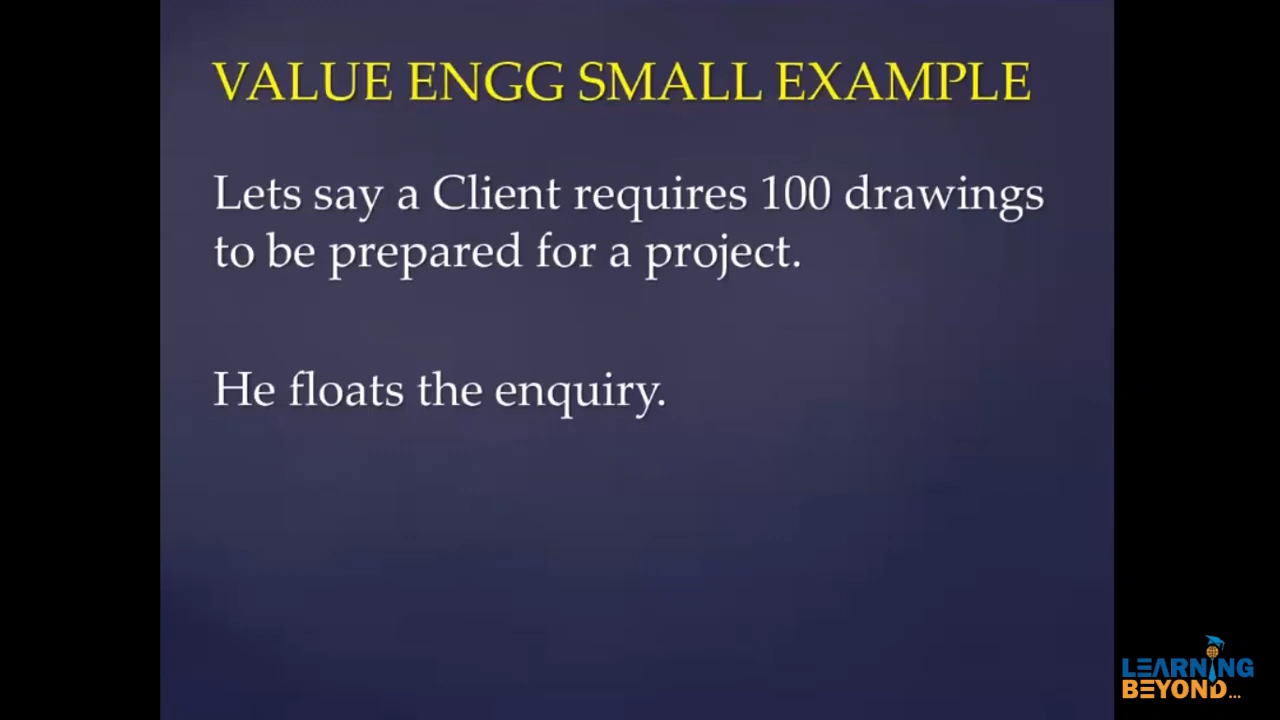 VALUE ENGG SMALL EXAMPLE
Lets say a Client requires 100 drawings
to be prepared for a project.
He floats the enquiry.
LEARNING
BEYOND...